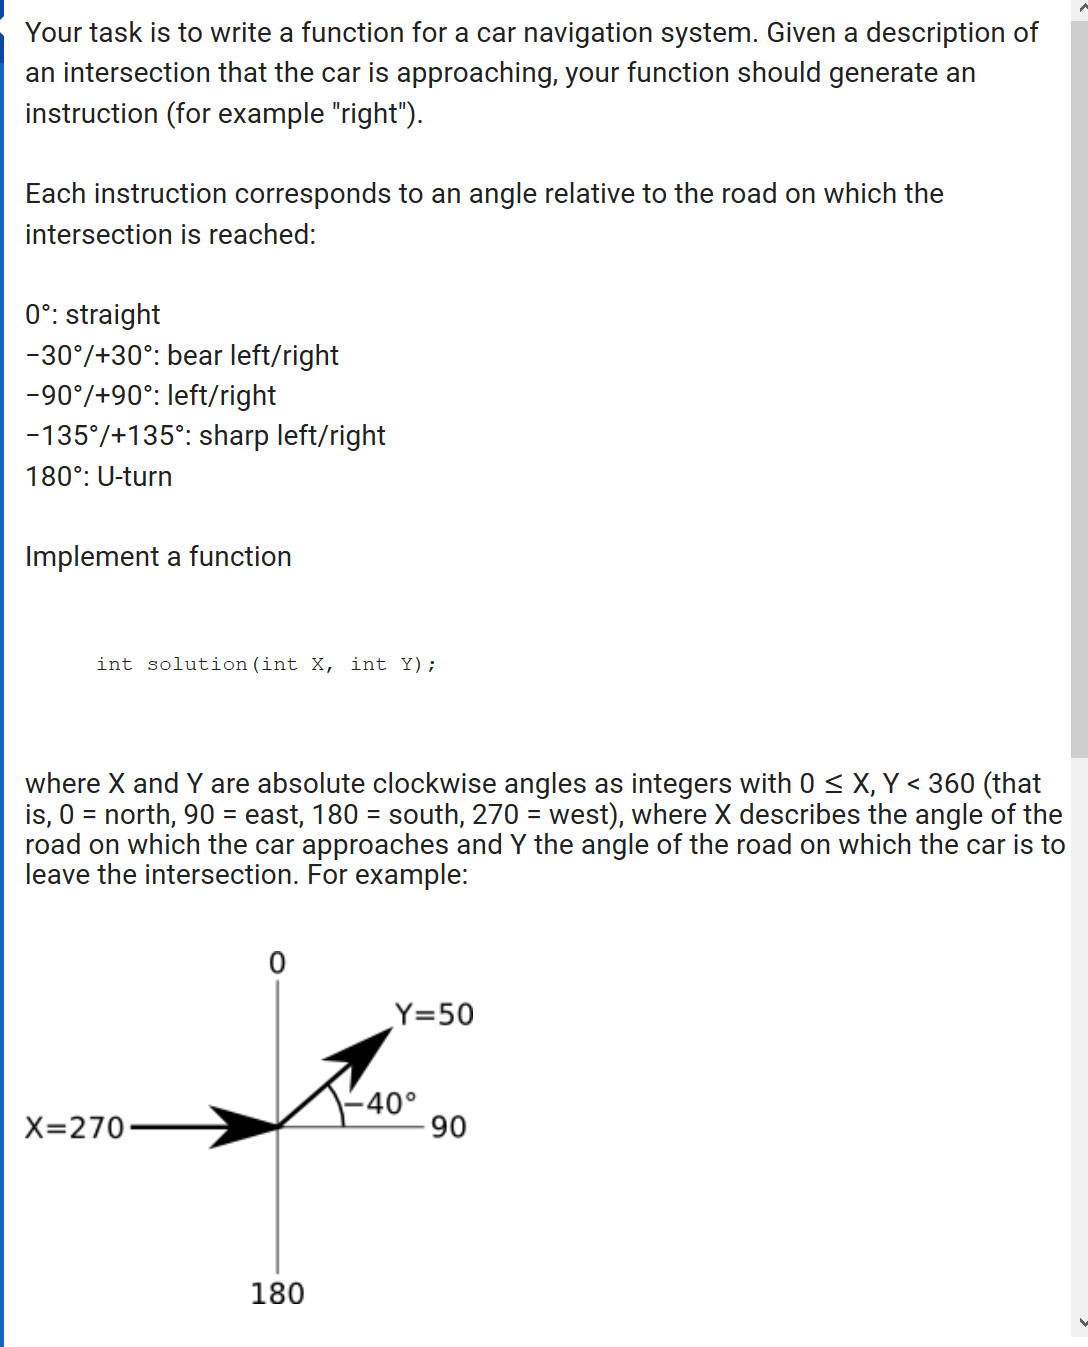 Your task is to write a function for a car navigation system. Given a description of
an intersection that the car is approaching, your function should generate an
instruction (for example "right").
Each instruction corresponds to an angle relative to the road on which the
intersection is reached:
0°: straight
−30°/+30°: bear left/right
−90°/+90°: left/right
−135°/+135°: sharp left/right
180°: U-turn
Implement a function
int solution(int X, int Y);
where X and Y are absolute clockwise angles as integers with 0 ≤ X, Y < 360 (that
is, 0 = north, 90 = east, 180 = south, 270 = west), where X describes the angle of the
road on which the car approaches and Y the angle of the road on which the car is to
leave the intersection. For example:
0
Y=50
−40°
X=270
90
180